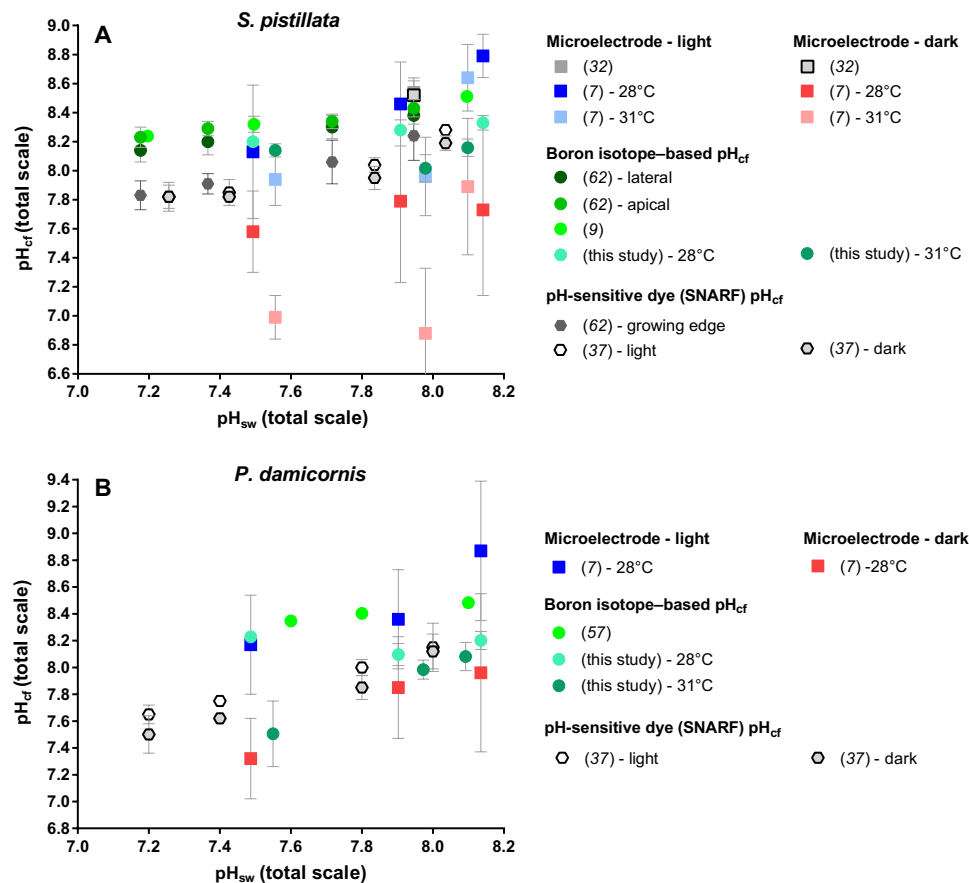 S. pistillata
A
9.0
8.8
8.6
8.4
8.2
8.0
7.8
7.6
7.4
7.2
7.0
6.8
6.6
pHcf (total scale)
7.0 7.2 7.4 7.6 7.8 8.0 8.2
pHsw (total scale)
Microelectrode - light
(32)
(7) - 28°C
(7) - 31°C
Microelectrode - dark
(32)
(7) - 28°C
(7) - 31°C
Boron isotope–based pHcf
(62) - lateral
(62) - apical
(9)
(this study) - 28°C
(this study) - 31°C
pH-sensitive dye (SNARF) pHcf
(62) - growing edge
(37) - light
(37) - dark
P. damicornis
B
9.4
9.2
9.0
8.8
8.6
8.4
8.2
8.0
7.8
7.6
7.4
7.2
7.0
6.8
pHcf (total scale)
7.0 7.2 7.4 7.6 7.8 8.0 8.2
pHsw (total scale)
Microelectrode - light
(7) - 28°C
Microelectrode - dark
(7) -28°C
Boron isotope–based pHcf
(57)
(this study) - 28°C
(this study) - 31°C
pH-sensitive dye (SNARF) pHcf
(37) - light
(37) - dark